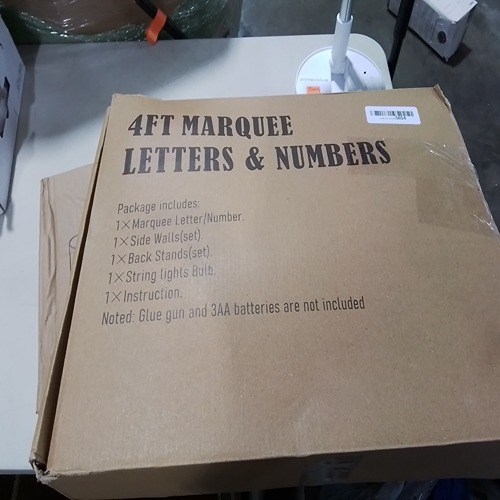 4FT MARQUEE
LETTERS & NUMBERS
Package includes:
1×Marquee Letter/Number.
1×Side Walls(set).
1×Back Stands(set).
1×String lights Bulb.
1×Instruction.
Noted: Glue gun and 3AA batteries are not included